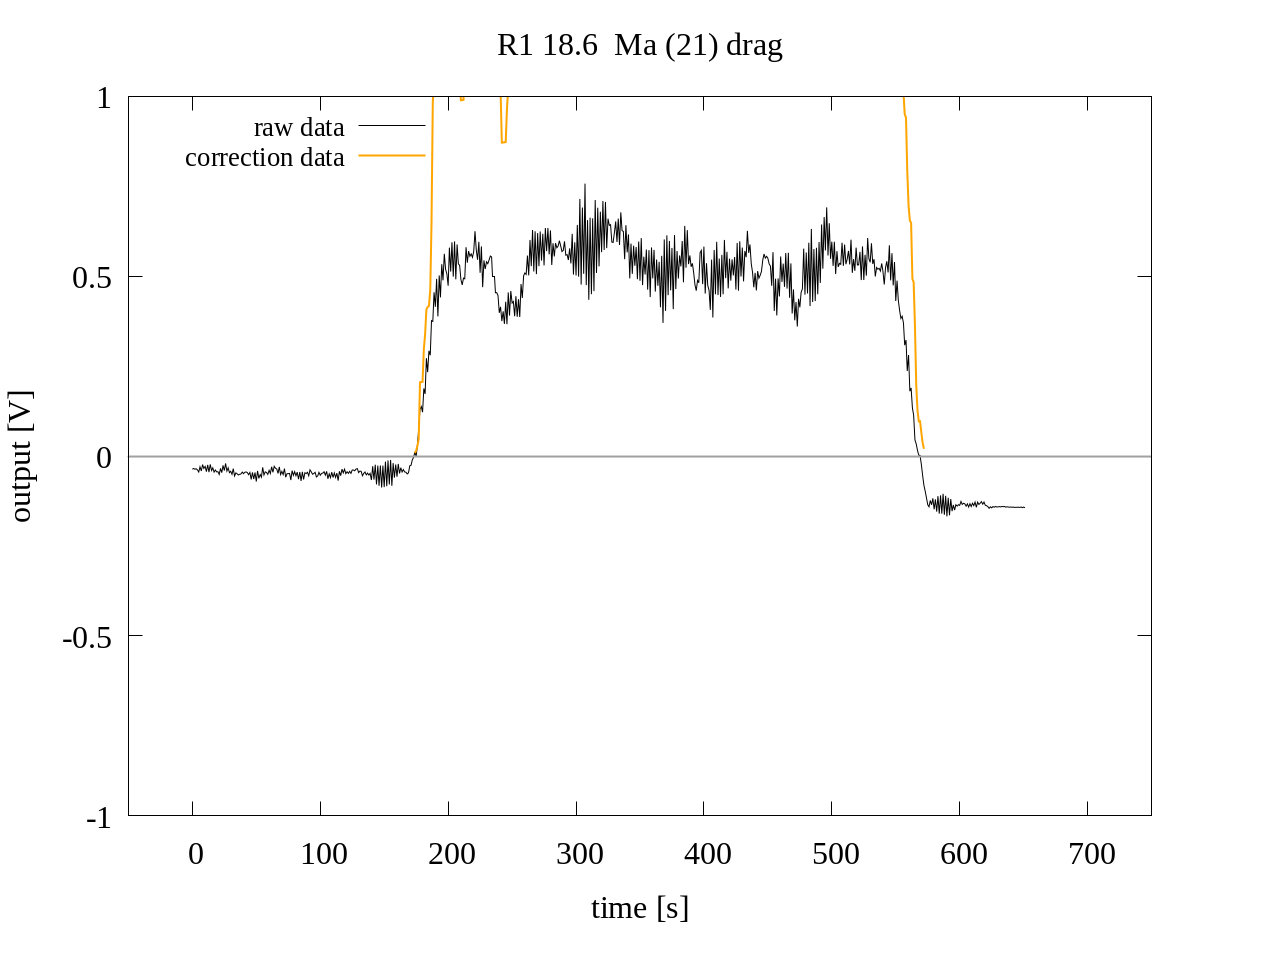 R1 18.6  Ma (21) drag
1
raw data
correction data
0.5
0
output [V]
-0.5
-1
0 100 200 300 400 500 600 700
time [s]